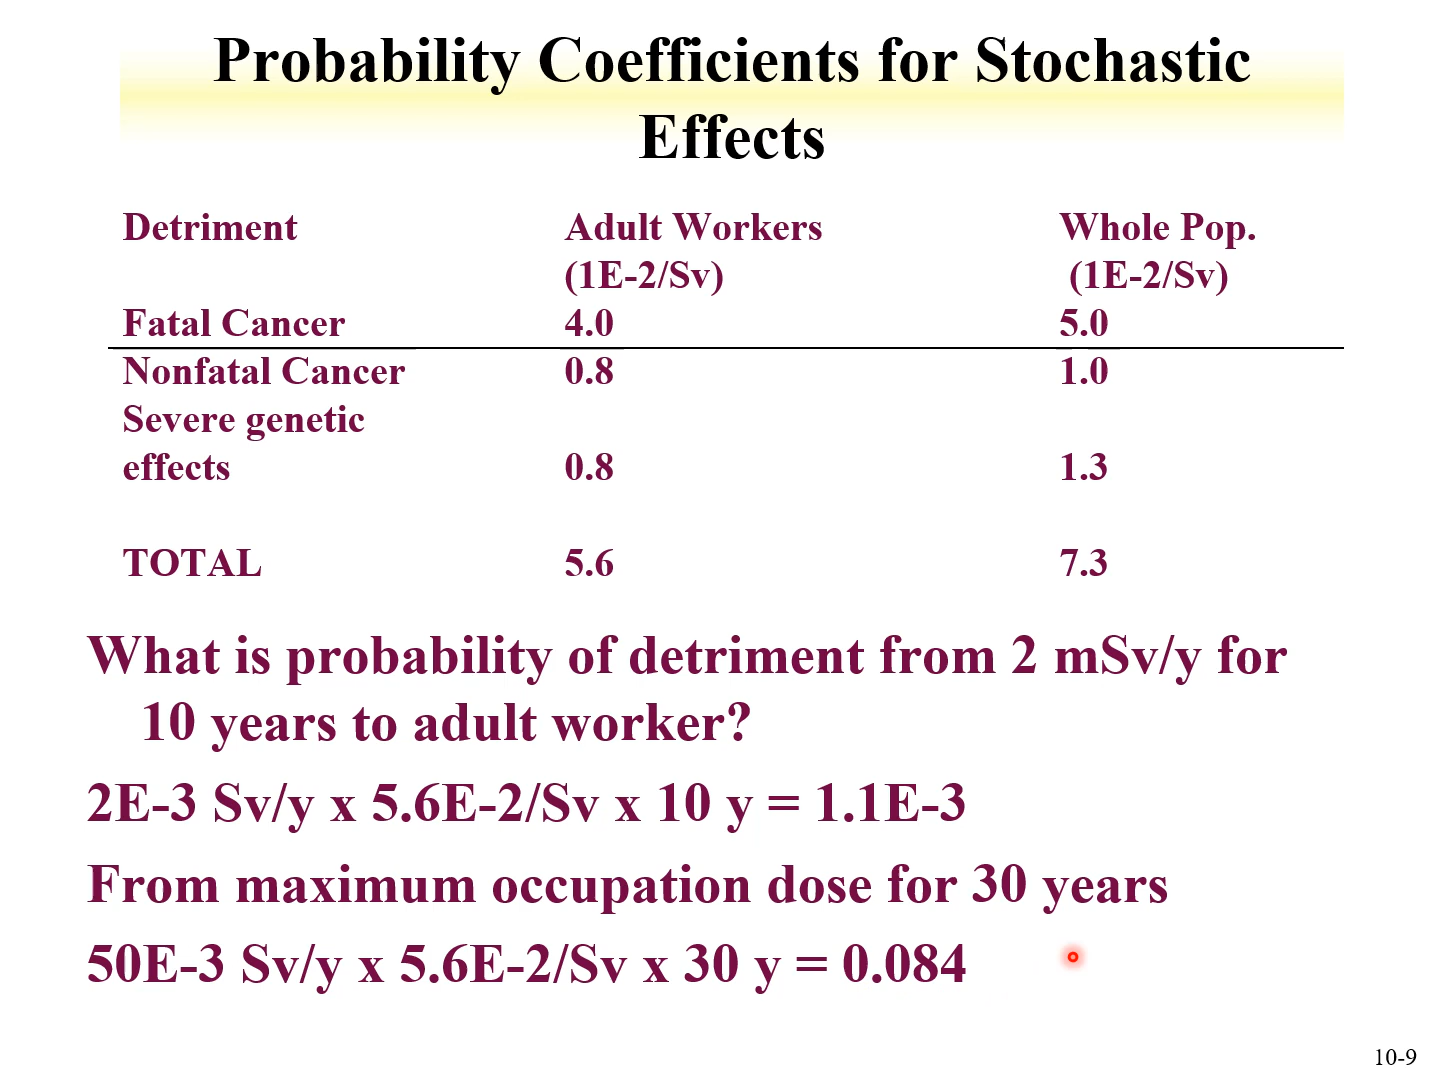 Probability Coefficients for Stochastic
Effects
Detriment Adult Workers Whole Pop.
(1E-2/Sv) (1E-2/Sv)
Fatal Cancer 4.0 5.0
Nonfatal Cancer 0.8 1.0
Severe genetic
effects 0.8 1.3
TOTAL 5.6 7.3
What is probability of detriment from 2 mSv/y for
10 years to adult worker?
2E-3 Sv/y x 5.6E-2/Sv x 10 y = 1.1E-3
From maximum occupation dose for 30 years
50E-3 Sv/y x 5.6E-2/Sv x 30 y = 0.084
10-9